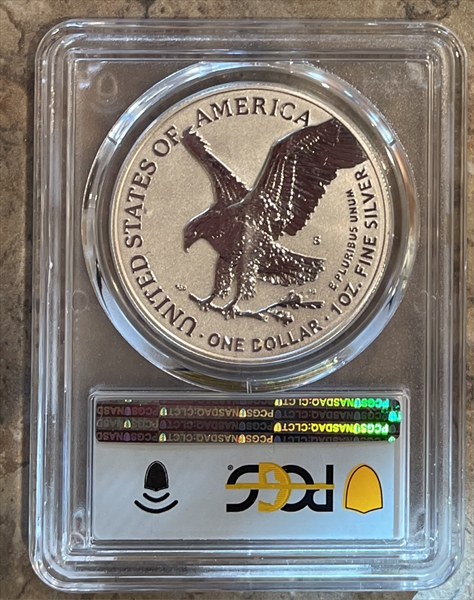 UNITED STATES OF AMERICA
S
E PLURIBUS UNUM
· ONE DOLLAR · 1 OZ. FINE SILVER
PCGS NASDAQ:CLCT
PCGS